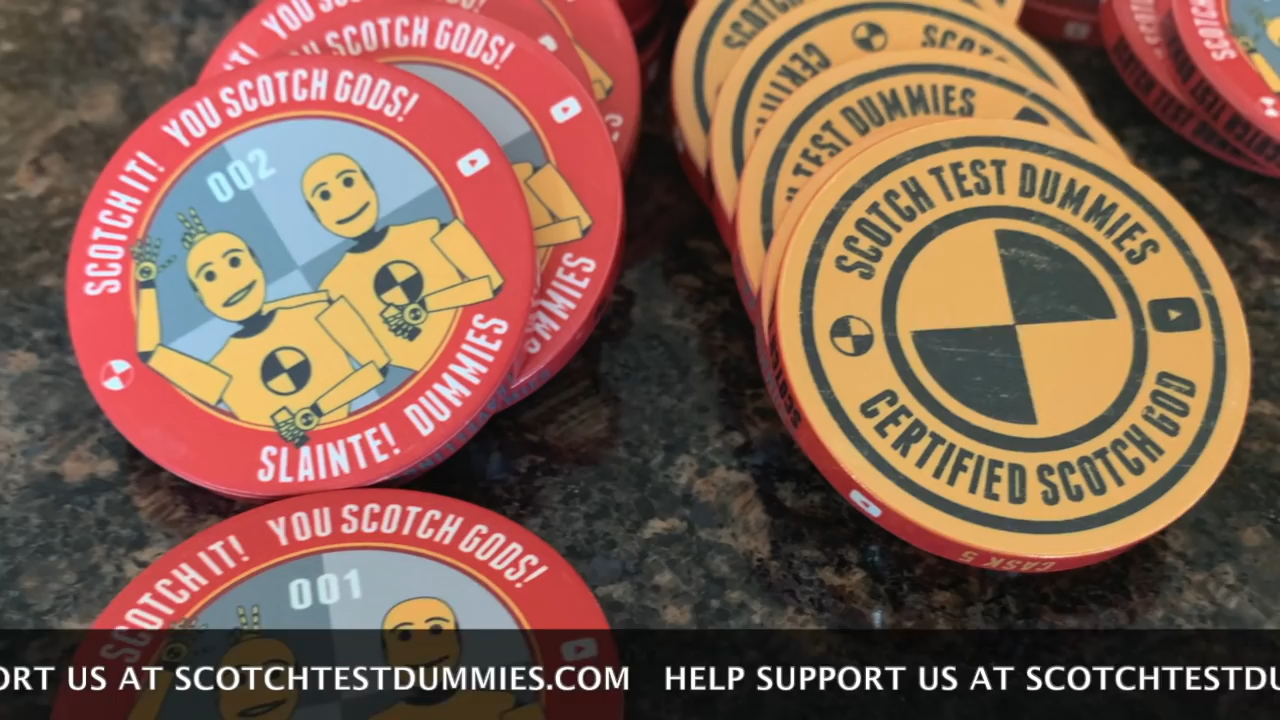 YOU SCOTCH GODS!
SCOTCH GODS!
SCOTCH IT! YOU SCOTCH GODS!
002
SLAINTE! DUMMIES
TEST DUMMIES
SCOTCH TEST DUMMIES
CERTIFIED SCOTCH GOD
CASK 5
SCOTCH IT! YOU SCOTCH GODS!
001
ORT US AT SCOTCHTESTDUMMIES.COM HELP SUPPORT US AT SCOTCHTESTDU